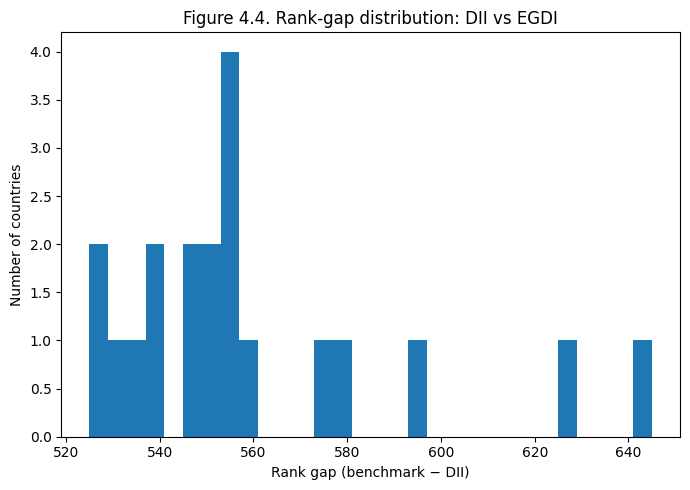 Figure 4.4. Rank-gap distribution: DII vs EGDI
4.0
3.5
3.0
2.5
2.0
1.5
1.0
0.5
0.0
Number of countries
520 540 560 580 600 620 640
Rank gap (benchmark − DII)